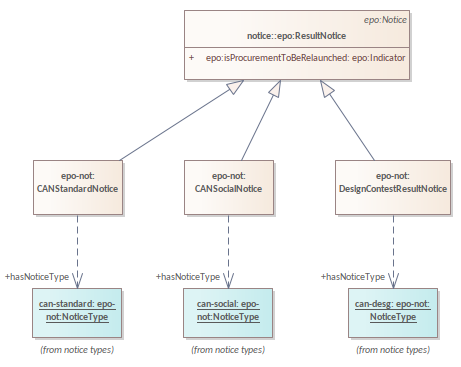 epo:Notice
notice::epo:ResultNotice
+ epo:isProcurementToBeRelaunched: epo:Indicator
epo-not:
CANStandardNotice
epo-not:
CANSocialNotice
epo-not:
DesignContestResultNotice
+hasNoticeType
+hasNoticeType
+hasNoticeType
can-standard: epo-
not:NoticeType
can-social: epo-
not:NoticeType
can-desg: epo-not:
NoticeType
(from notice types)
(from notice types)
(from notice types)